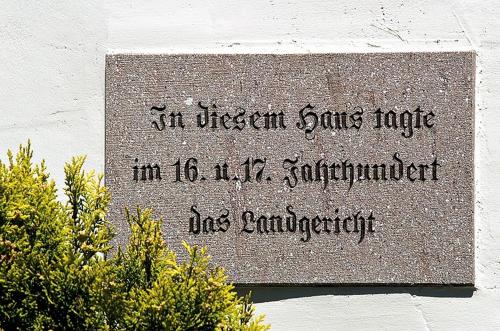 In diesem Haus tagte
im 16. u. 17. Jahrhundert
das Landgericht